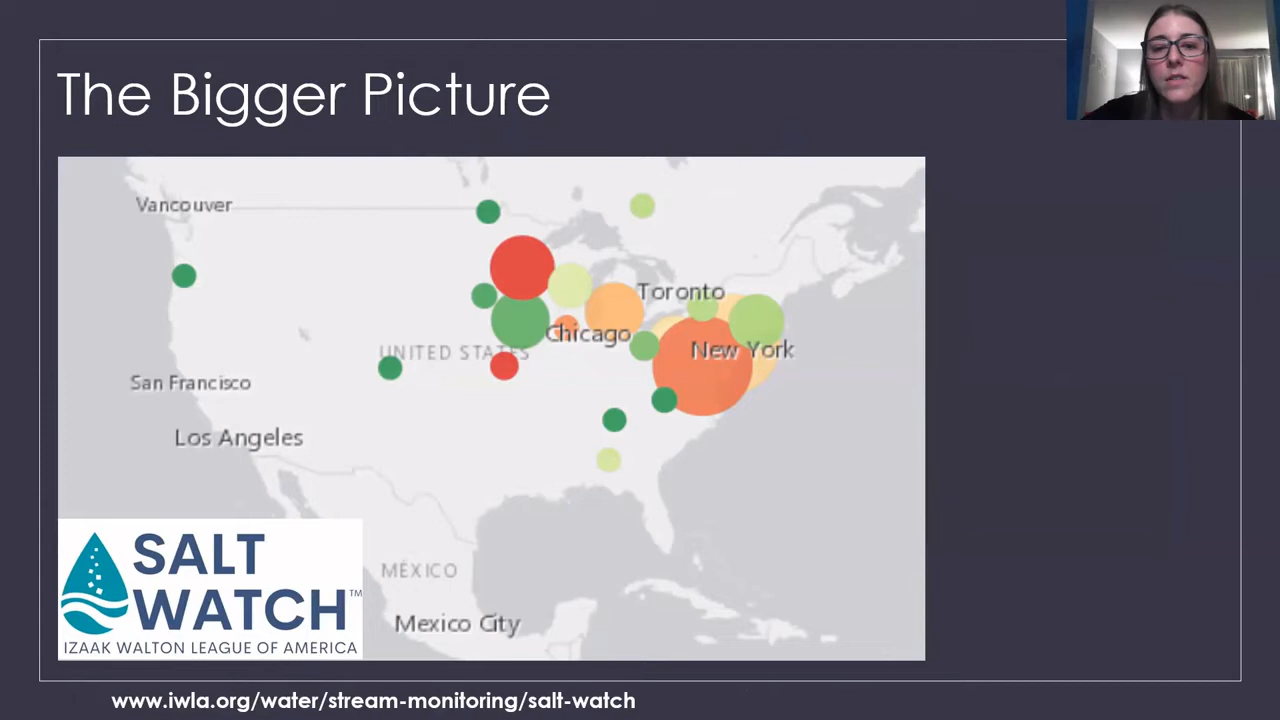 The Bigger Picture
Vancouver
Toronto
Chicago
New York
UNITED STATES
San Francisco
Los Angeles
MÉXICO
Mexico City
SALT
WATCH™
IZAAK WALTON LEAGUE OF AMERICA
www.iwla.org/water/stream-monitoring/salt-watch